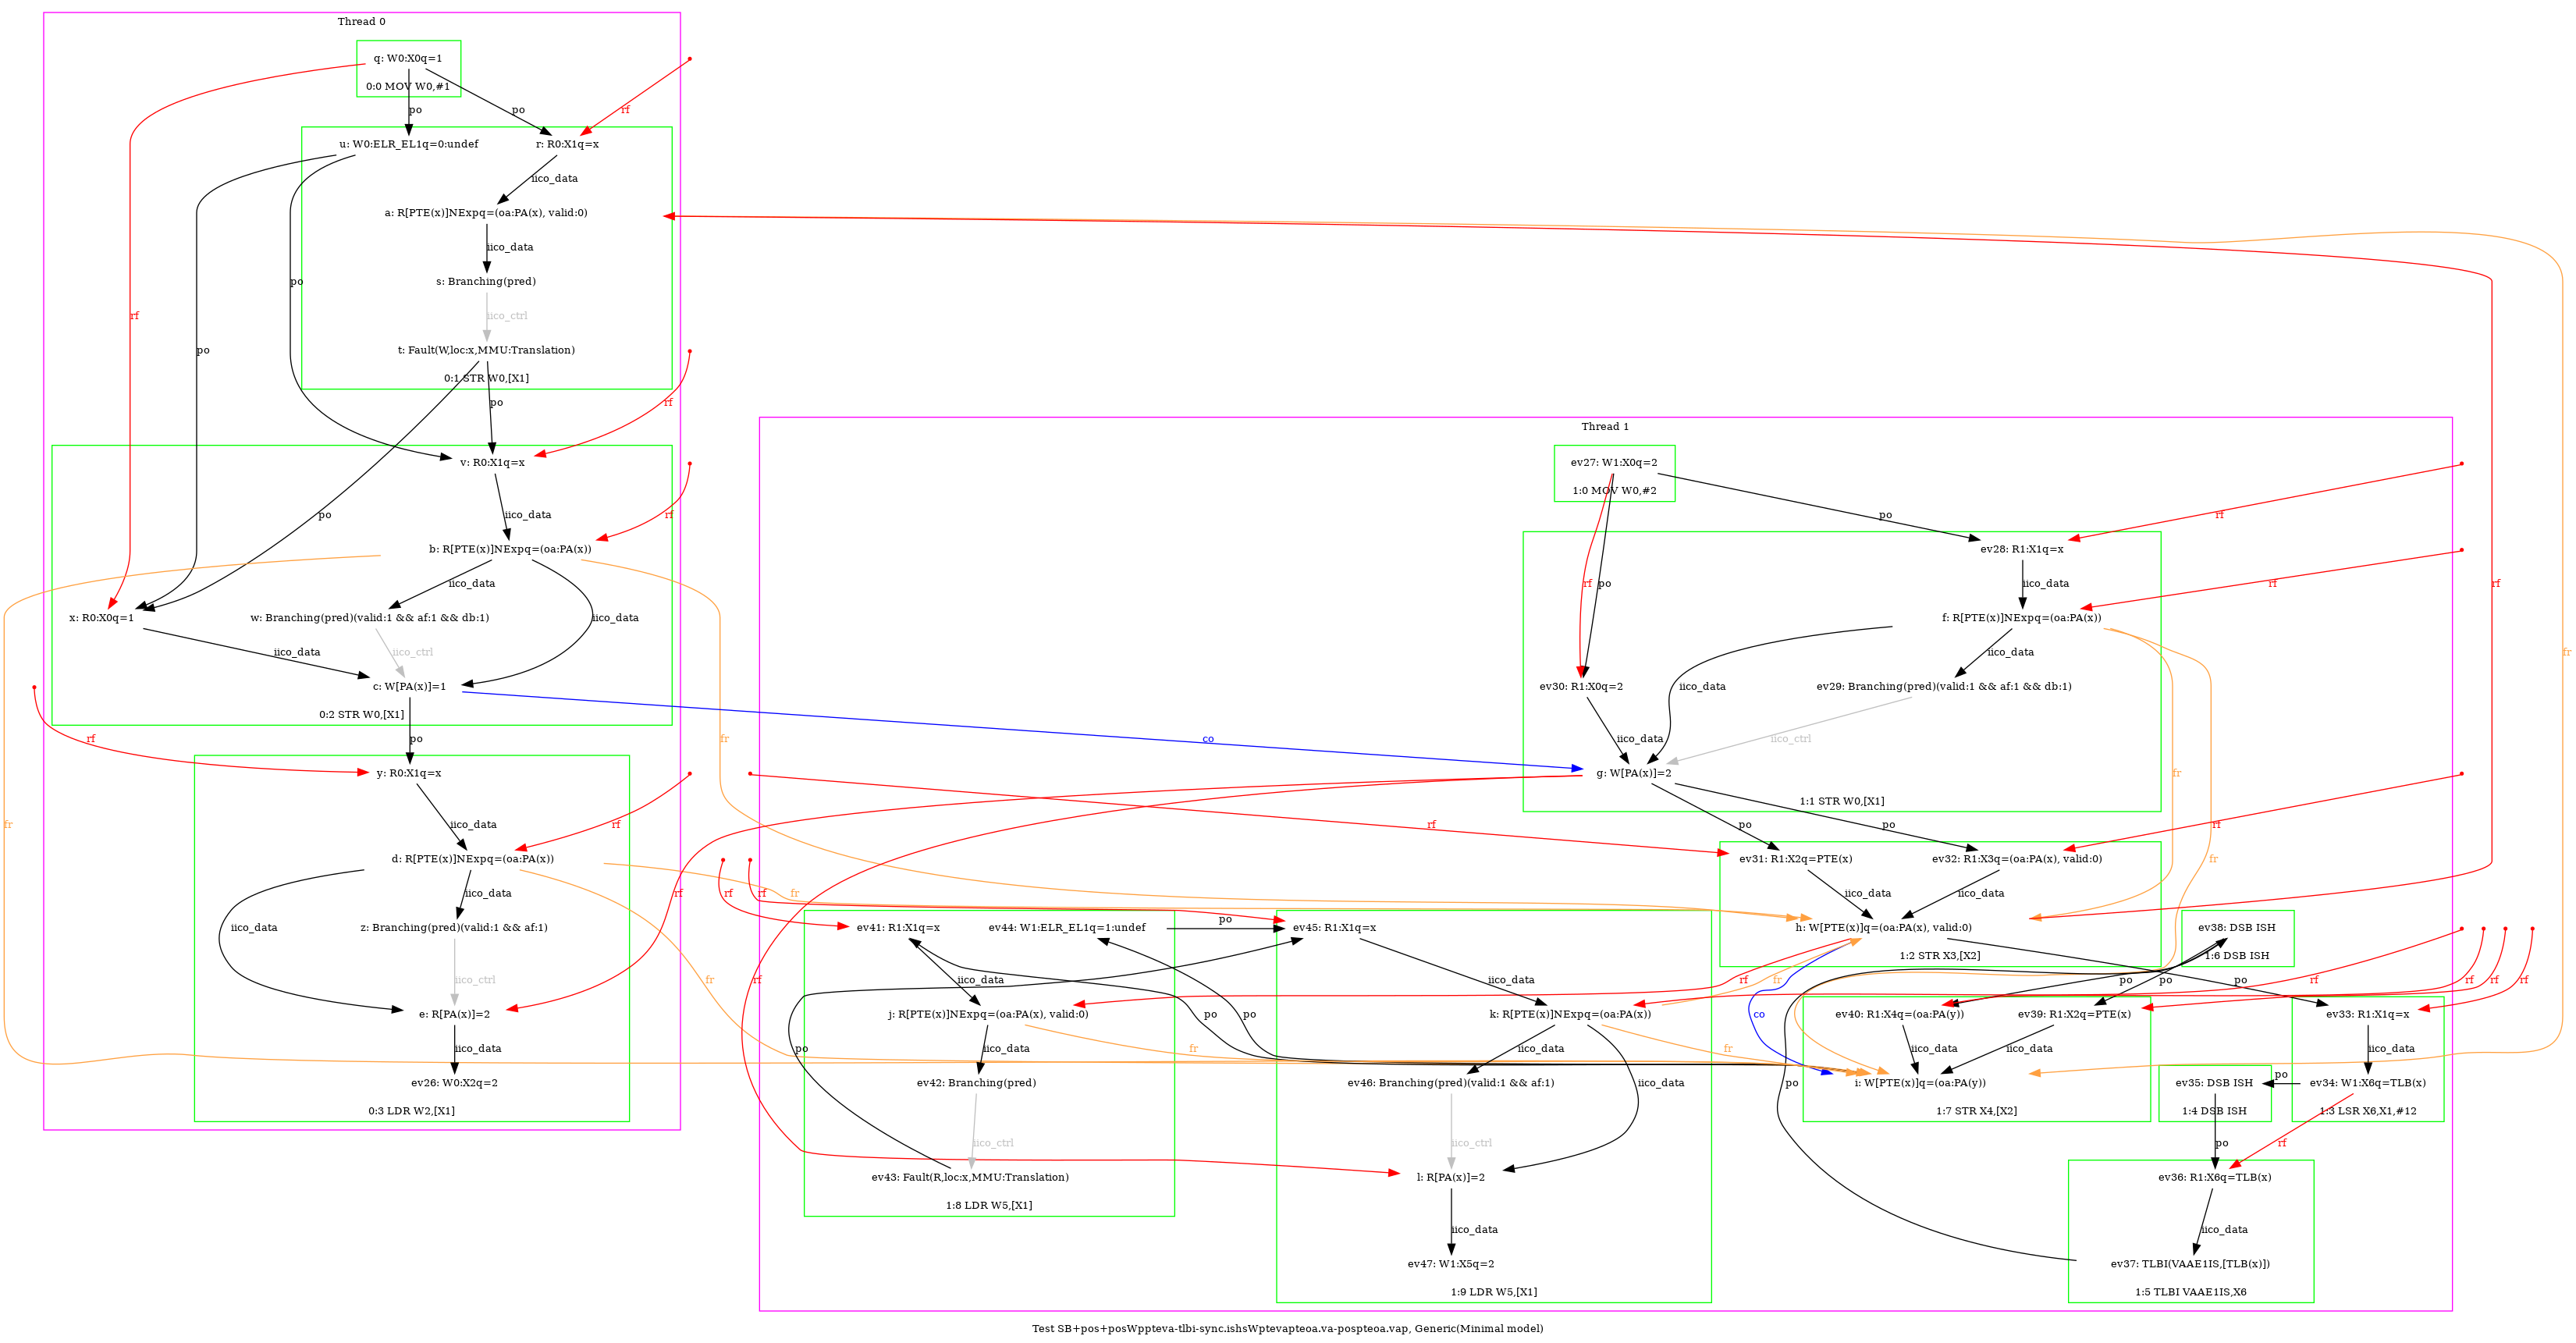 Thread 0
q: W0:X0q=1
0:0 MOV W0,#1
po
po
rf
u: W0:ELR_EL1q=0:undef
r: R0:X1q=x
iico_data
a: R[PTE(x)]NExpq=(oa:PA(x), valid:0)
iico_data
s: Branching(pred)
po
iico_ctrl
rf
po
t: Fault(W,loc:x,MMU:Translation)
0:1 STR W0,[X1]
po
rf
v: R0:X1q=x
po
iico_data
rf
b: R[PTE(x)]NExpq=(oa:PA(x))
iico_data
x: R0:X0q=1
w: Branching(pred)(valid:1 && af:1 && db:1)
iico_data
iico_data
iico_ctrl
c: W[PA(x)]=1
0:2 STR W0,[X1]
rf
po
fr
y: R0:X1q=x
iico_data
rf
fr
d: R[PTE(x)]NExpq=(oa:PA(x))
iico_data
z: Branching(pred)(valid:1 && af:1)
iico_data
iico_ctrl
fr
e: R[PA(x)]=2
iico_data
ev26: W0:X2q=2
0:3 LDR W2,[X1]
co
rf
fr
Thread 1
ev27: W1:X0q=2
1:0 MOV W0,#2
po
rf
rf
fr
ev28: R1:X1q=x
rf
po
iico_data
rf
f: R[PTE(x)]NExpq=(oa:PA(x))
iico_data
ev30: R1:X0q=2
iico_data
ev29: Branching(pred)(valid:1 && af:1 && db:1)
iico_data
iico_ctrl
g: W[PA(x)]=2
fr
1:1 STR W0,[X1]
rf
po
po
rf
fr
ev31: R1:X2q=PTE(x)
ev32: R1:X3q=(oa:PA(x), valid:0)
rf
rf
rf
fr
iico_data
iico_data
h: W[PTE(x)]q=(oa:PA(x), valid:0)
1:2 STR X3,[X2]
ev41: R1:X1q=x
ev44: W1:ELR_EL1q=1:undef
po
ev45: R1:X1q=x
ev38: DSB ISH
1:6 DSB ISH
rf
iico_data
iico_data
rf
fr
rf
po
po
po
rf
rf
rf
j: R[PTE(x)]NExpq=(oa:PA(x), valid:0)
po
po
k: R[PTE(x)]NExpq=(oa:PA(x))
co
ev40: R1:X4q=(oa:PA(y))
ev39: R1:X2q=PTE(x)
ev33: R1:X1q=x
po
iico_data
fr
iico_data
fr
iico_data
iico_data
iico_data
ev42: Branching(pred)
ev46: Branching(pred)(valid:1 && af:1)
iico_data
i: W[PTE(x)]q=(oa:PA(y))
po
ev35: DSB ISH
po
ev34: W1:X6q=TLB(x)
1:7 STR X4,[X2]
1:4 DSB ISH
1:3 LSR X6,X1,#12
iico_ctrl
iico_ctrl
po
rf
ev43: Fault(R,loc:x,MMU:Translation)
l: R[PA(x)]=2
ev36: R1:X6q=TLB(x)
1:8 LDR W5,[X1]
iico_data
iico_data
ev47: W1:X5q=2
ev37: TLBI(VAAE1IS,[TLB(x)])
1:9 LDR W5,[X1]
1:5 TLBI VAAE1IS,X6
Test SB+pos+posWppteva-tlbi-sync.ishsWptevapteoa.va-pospteoa.vap, Generic(Minimal model)